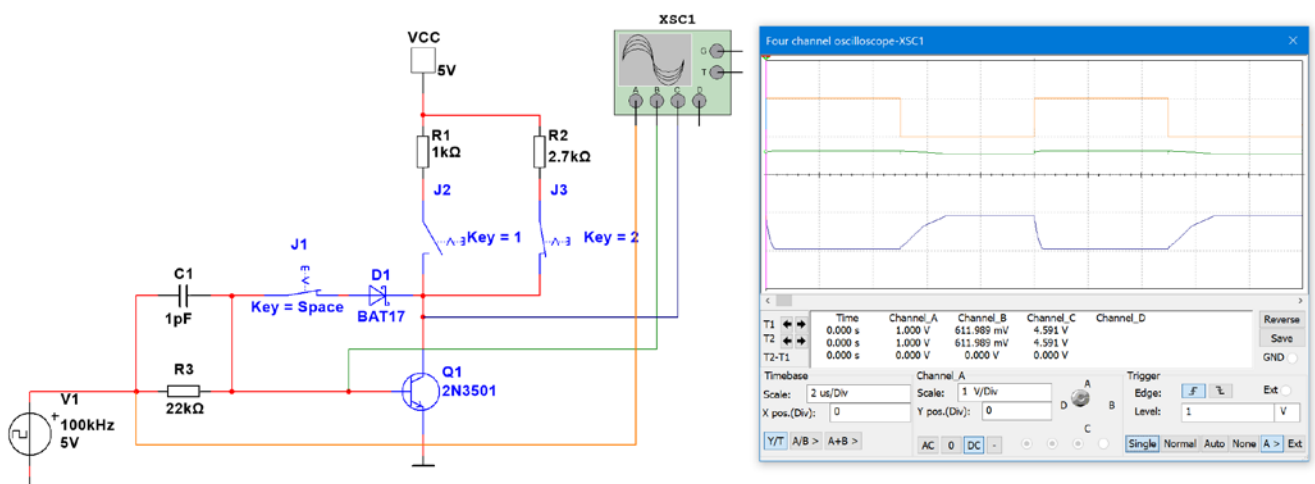 XSC1
VCC
5V
G
T
A B C D
R1
1kΩ
R2
2.7kΩ
J2
J3
Key = 1
Key = 2
J1
C1
1pF
Key = Space
D1
BAT17
R3
22kΩ
Q1
2N3501
V1
100kHz
5V
Four channel oscilloscope-XSC1
Time Channel_A Channel_B Channel_C Channel_D
T1 0.000 s 1.000 V 611.989 mV 4.591 V
T2 0.000 s 1.000 V 611.989 mV 4.591 V
T2-T1 0.000 s 0.000 V 0.000 V 0.000 V
Reverse
Save
GND
Timebase
Scale: 2 us/Div
X pos.(Div): 0
Y/T A/B > A+B >
Channel_A
Scale: 1 V/Div
Y pos.(Div): 0
AC 0 DC -
A
D B
C
Trigger
Edge: Ext
Level: 1 V
Single Normal Auto None A > Ext